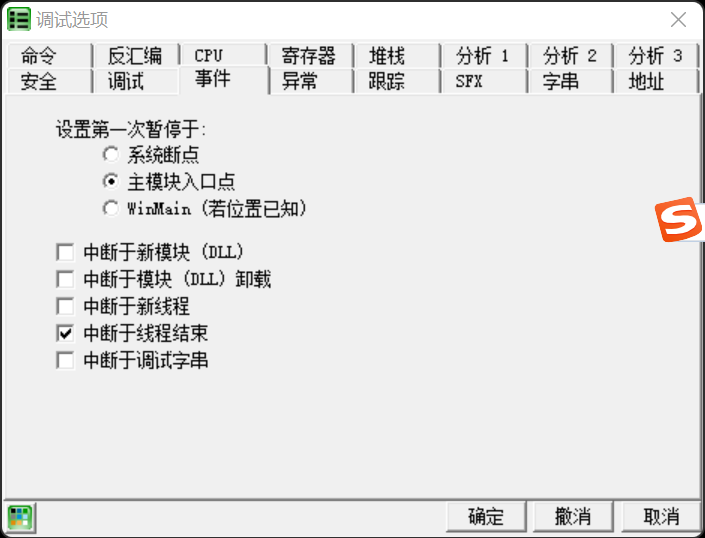 调试选项
命令 反汇编 CPU 寄存器 堆栈 分析 1 分析 2 分析 3
安全 调试 事件 异常 跟踪 SFX 字串 地址
设置第一次暂停于:
系统断点
主模块入口点
WinMain (若位置已知)
中断于新模块 (DLL)
中断于模块 (DLL) 卸载
中断于新线程
中断于线程结束
中断于调试字串
确定 撤消 取消